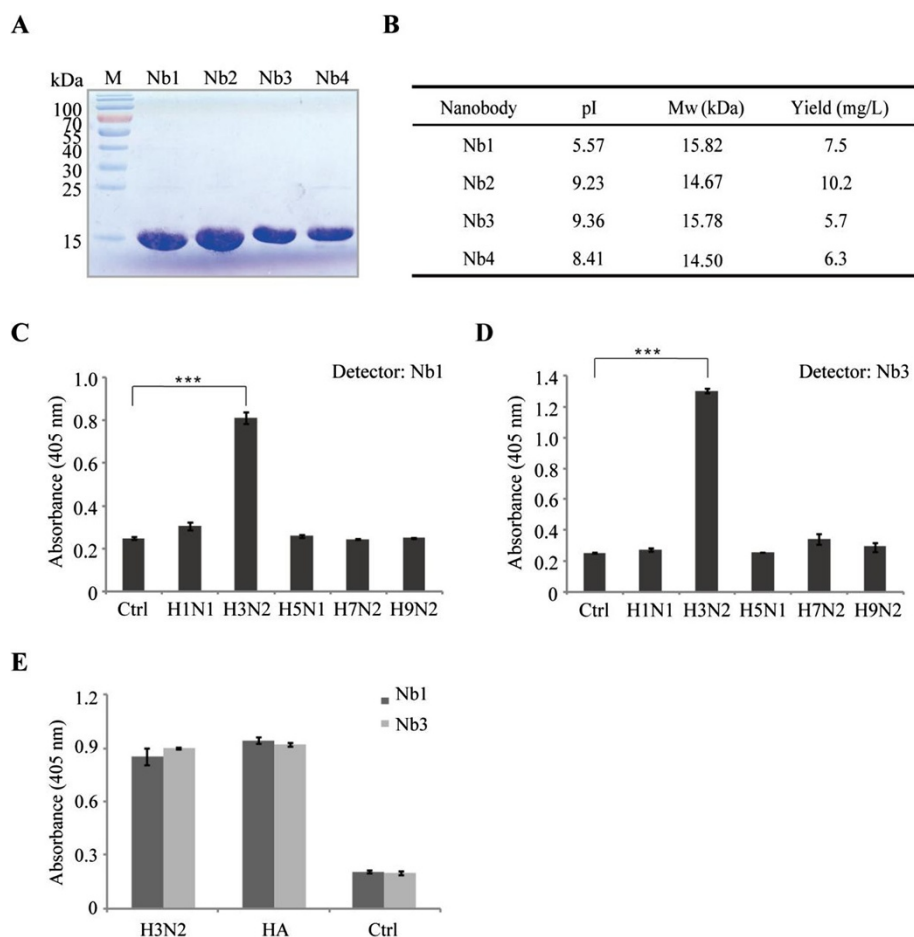 A
kDa M Nb1 Nb2 Nb3 Nb4
100
70
55
40
30
25
15
B
Nanobody pI Mw (kDa) Yield (mg/L)
Nb1 5.57 15.82 7.5
Nb2 9.23 14.67 10.2
Nb3 9.36 15.78 5.7
Nb4 8.41 14.50 6.3
C
Detector: Nb1
***
Absorbance (405 nm)
1.0
0.8
0.6
0.4
0.2
0
Ctrl H1N1 H3N2 H5N1 H7N2 H9N2
D
Detector: Nb3
***
Absorbance (405 nm)
1.4
1.2
1.0
0.8
0.6
0.4
0.2
0
Ctrl H1N1 H3N2 H5N1 H7N2 H9N2
E
Nb1
Nb3
Absorbance (405 nm)
1.2
0.9
0.6
0.3
0
H3N2 HA Ctrl